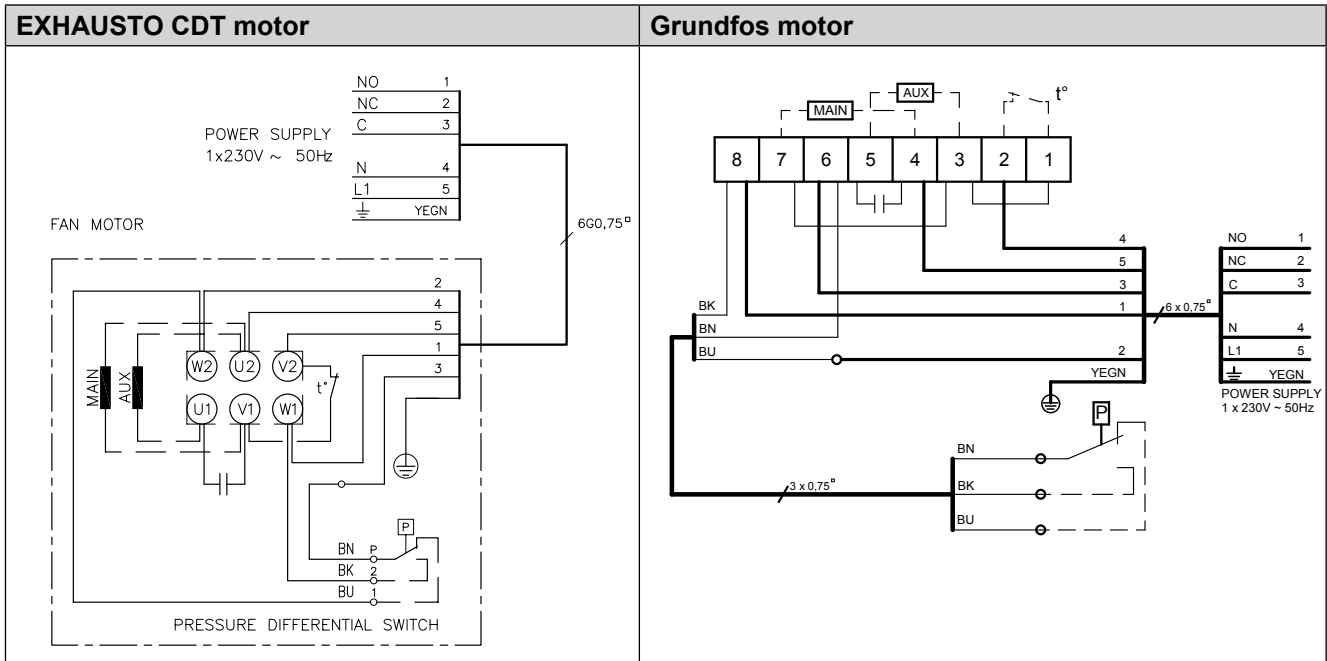 EXHAUSTO CDT motor
NO 1
NC 2
C 3
POWER SUPPLY
1x230V ~ 50Hz
N 4
L1 5
YEGN
6G0,75▫
FAN MOTOR
2
4
5
1
3
MAIN
AUX
W2 U2 V2
t°
U1 V1 W1
P
BN P
BK 2
BU 1
PRESSURE DIFFERENTIAL SWITCH
Grundfos motor
AUX
MAIN
t°
8 7 6 5 4 3 2 1
4
5
3
1
2
YEGN
6 x 0,75▫
NO 1
NC 2
C 3
N 4
L1 5
YEGN
POWER SUPPLY
1 x 230V ~ 50Hz
BK
BN
BU
3 x 0,75▫
P
BN
BK
BU